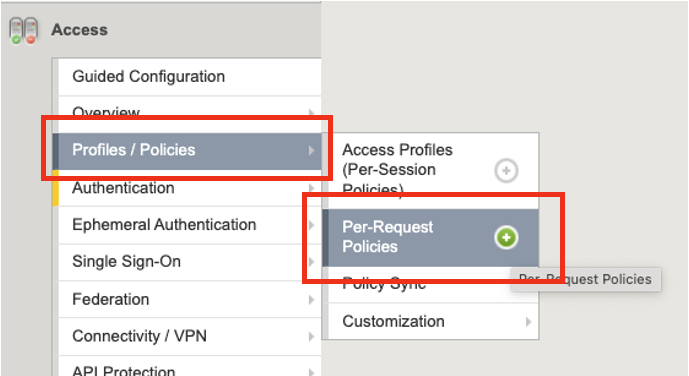 Access
Guided Configuration
Overview
Profiles / Policies
Authentication
Ephemeral Authentication
Single Sign-On
Federation
Connectivity / VPN
API Protection
Access Profiles
(Per-Session
Policies)
Per-Request
Policies
Policy Sync
Customization
Per-Request Policies